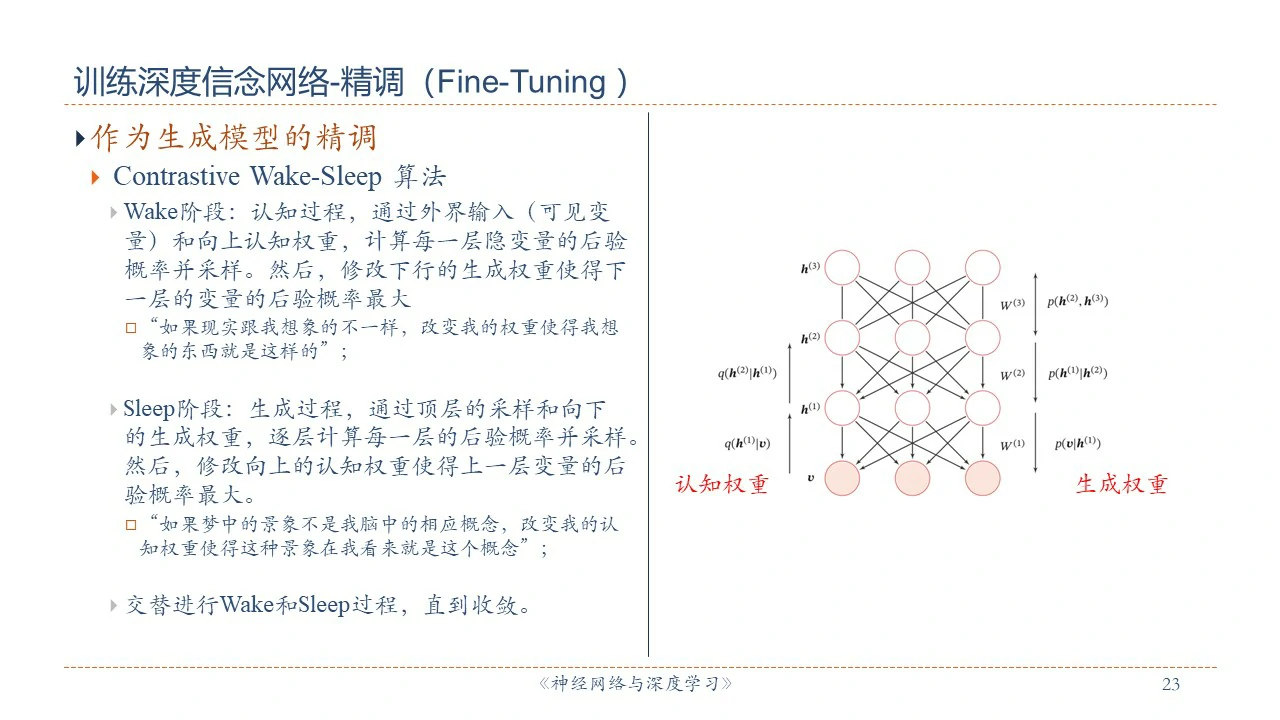 训练深度信念网络-精调（Fine-Tuning ）
作为生成模型的精调
Contrastive Wake-Sleep 算法
Wake阶段：认知过程，通过外界输入（可见变
量）和向上认知权重，计算每一层隐变量的后验
概率并采样。然后，修改下行的生成权重使得下
一层的变量的后验概率最大
“如果现实跟我想象的不一样，改变我的权重使得我想
象的东西就是这样的”；
Sleep阶段：生成过程，通过顶层的采样和向下
的生成权重，逐层计算每一层的后验概率并采样。
然后，修改向上的认知权重使得上一层变量的后
验概率最大。
“如果梦中的景象不是我脑中的相应概念，改变我的认
知权重使得这种景象在我看来就是这个概念”；
交替进行Wake和Sleep过程，直到收敛。
h⁽³⁾
W⁽³⁾
p(h⁽²⁾, h⁽³⁾)
h⁽²⁾
q(h⁽²⁾|h⁽¹⁾)
W⁽²⁾
p(h⁽¹⁾|h⁽²⁾)
h⁽¹⁾
q(h⁽¹⁾|v)
W⁽¹⁾
p(v|h⁽¹⁾)
v
认知权重
生成权重
《神经网络与深度学习》
23